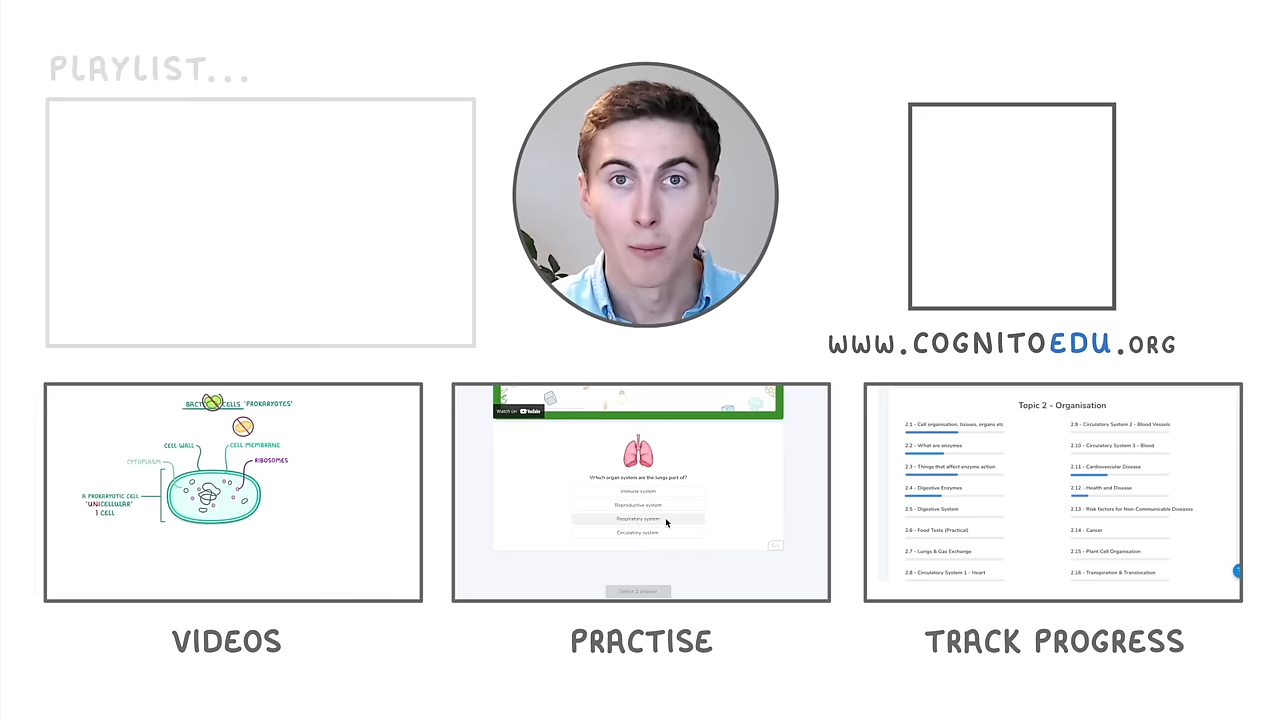 PLAYLIST...
www.COGNITOEDU.ORG
BACT CELLS 'PROKARYOTES'
CELL WALL
CELL MEMBRANE
CYTOPLASM
RIBOSOMES
A PROKARYOTIC CELL
'UNICELLULAR'
1 CELL
Watch on YouTube
Which organ system are the lungs part of?
Immune system
Reproductive system
Respiratory system
Circulatory system
Select 1 answer
Topic 2 - Organisation
2.1 - Cell organisation, tissues, organs etc
2.2 - What are enzymes
2.3 - Things that affect enzyme action
2.4 - Digestive Enzymes
2.5 - Digestive System
2.6 - Food Tests (Practical)
2.7 - Lungs & Gas Exchange
2.8 - Circulatory System 1 - Heart
2.9 - Circulatory System 2 - Blood Vessels
2.10 - Circulatory System 3 - Blood
2.11 - Cardiovascular Disease
2.12 - Health and Disease
2.13 - Risk factors for Non-Communicable Diseases
2.14 - Cancer
2.15 - Plant Cell Organisation
2.16 - Transpiration & Translocation
VIDEOS
PRACTISE
TRACK PROGRESS